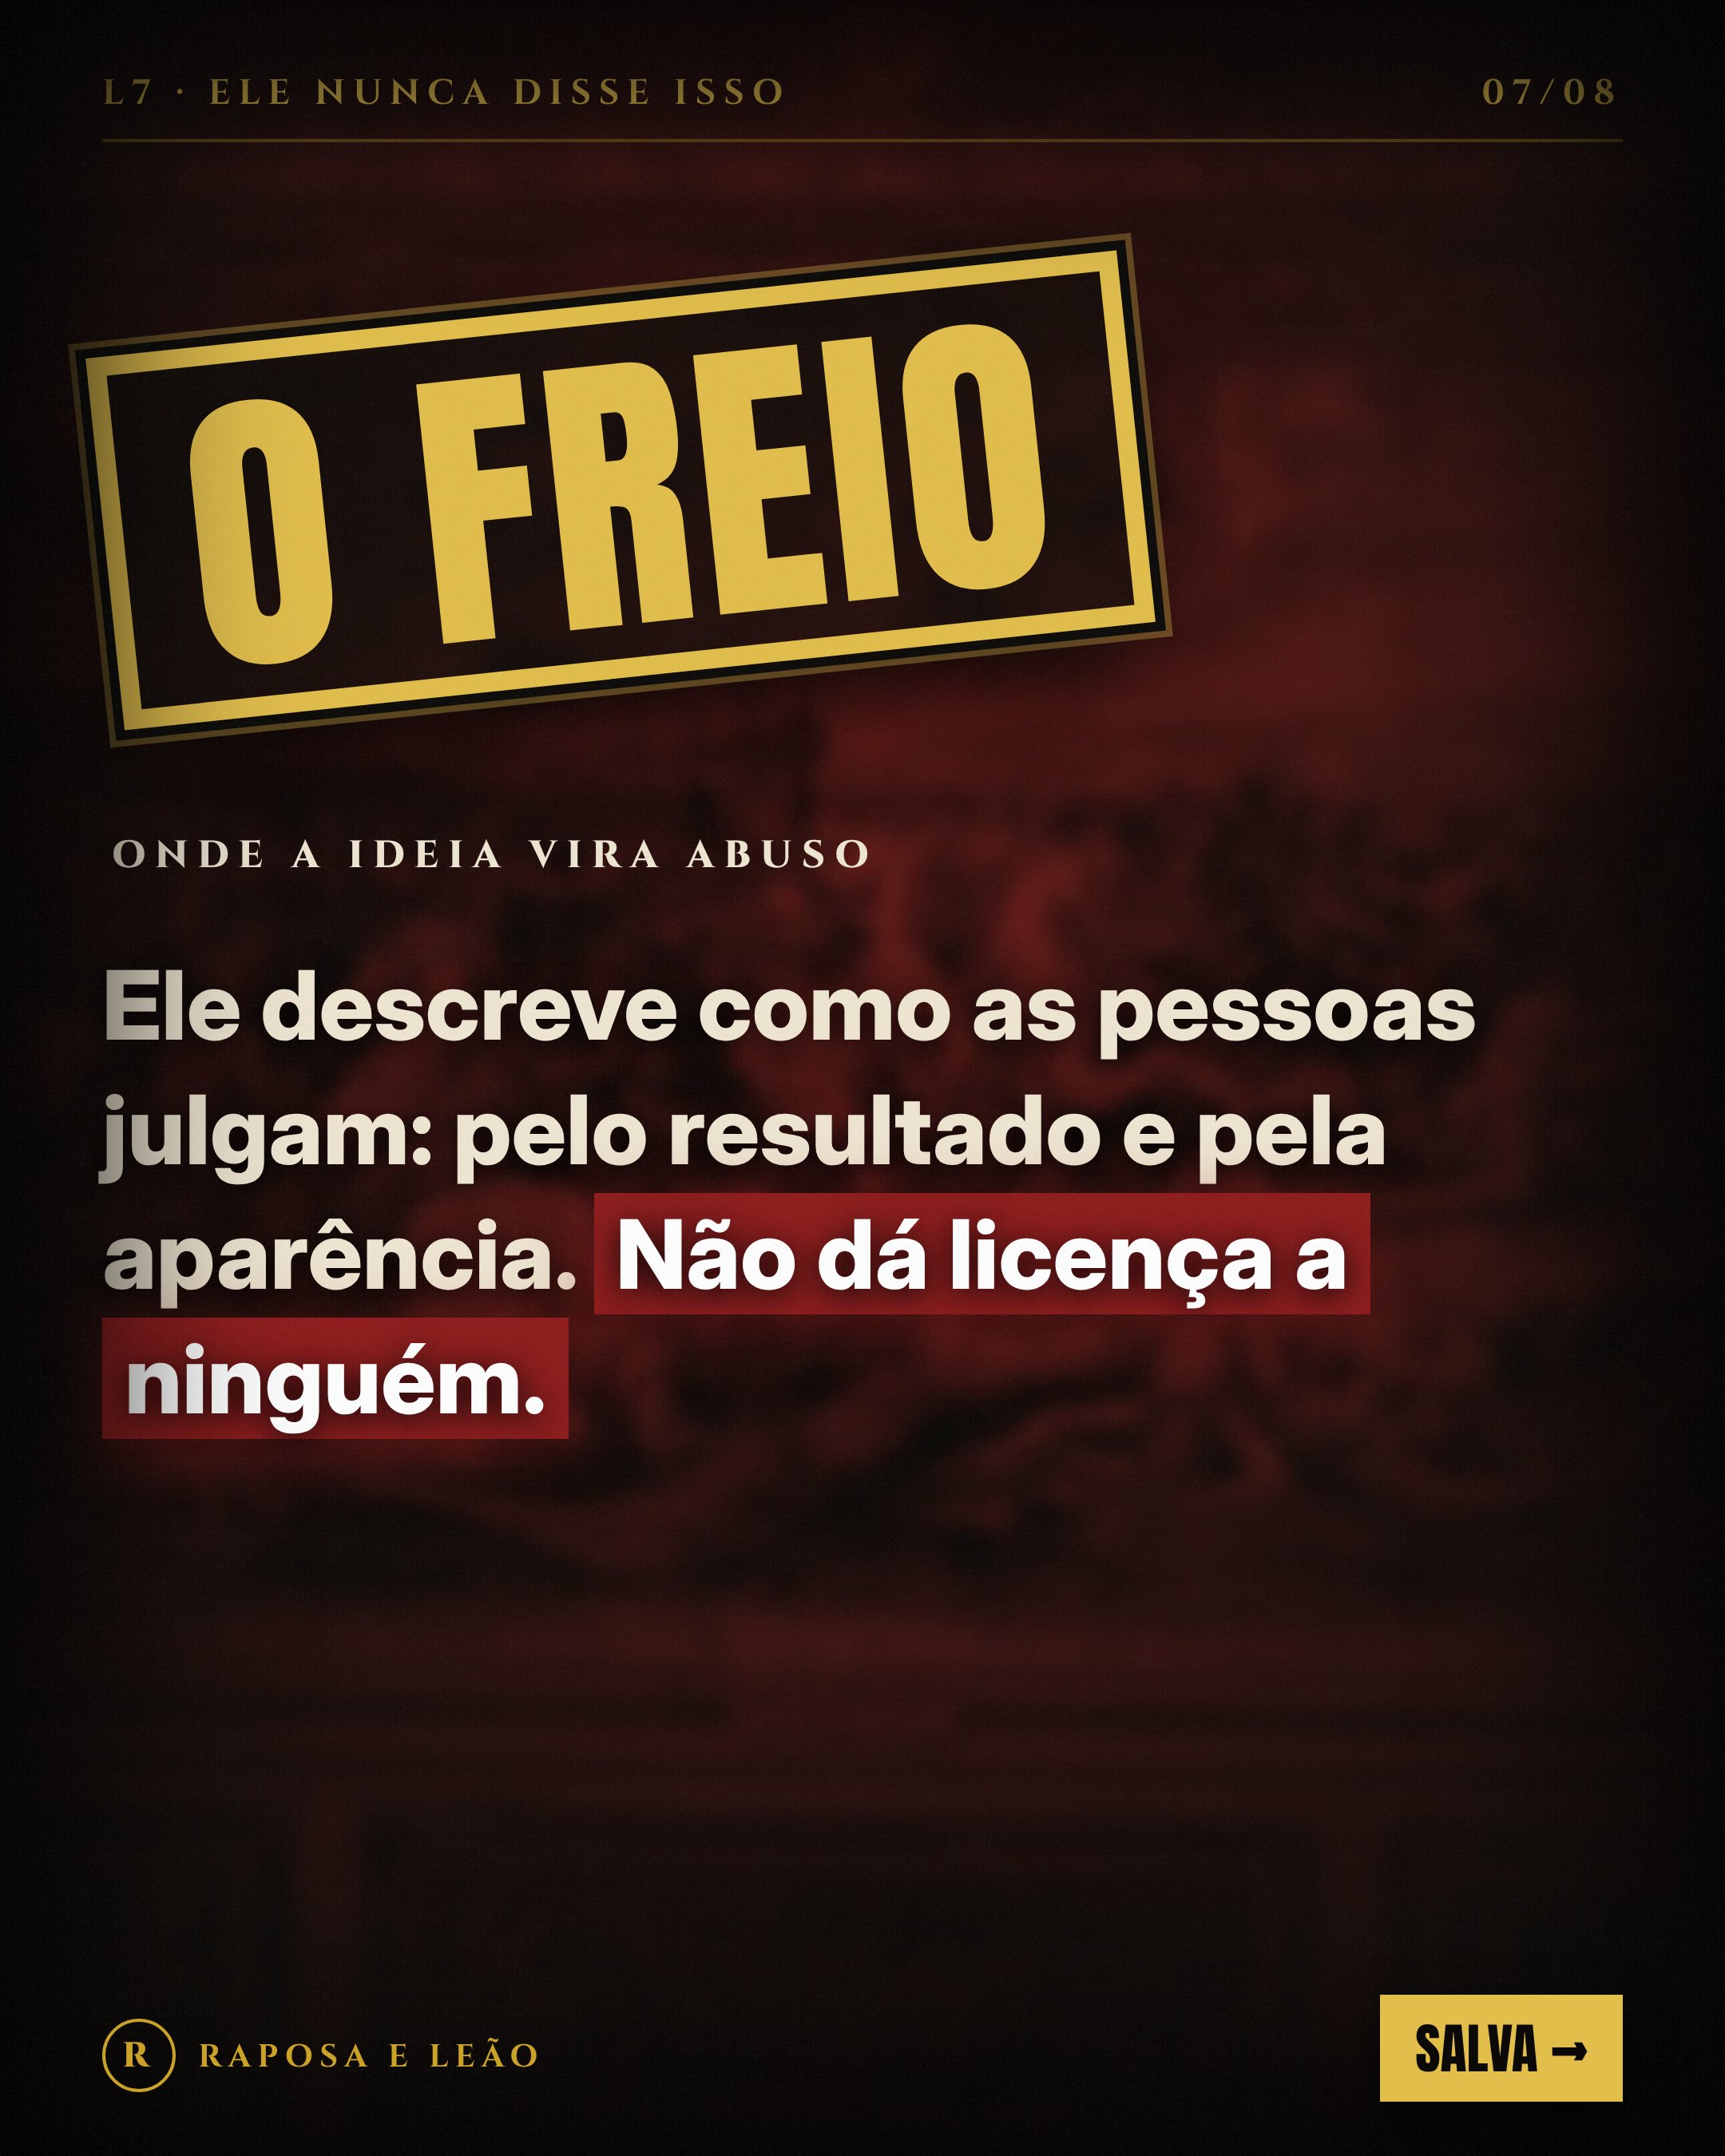 L7 · ELE NUNCA DISSE ISSO
07/08
O FREIO
ONDE A IDEIA VIRA ABUSO
Ele descreve como as pessoas
julgam: pelo resultado e pela
aparência. Não dá licença a
ninguém.
R RAPOSA E LEÃO
SALVA →